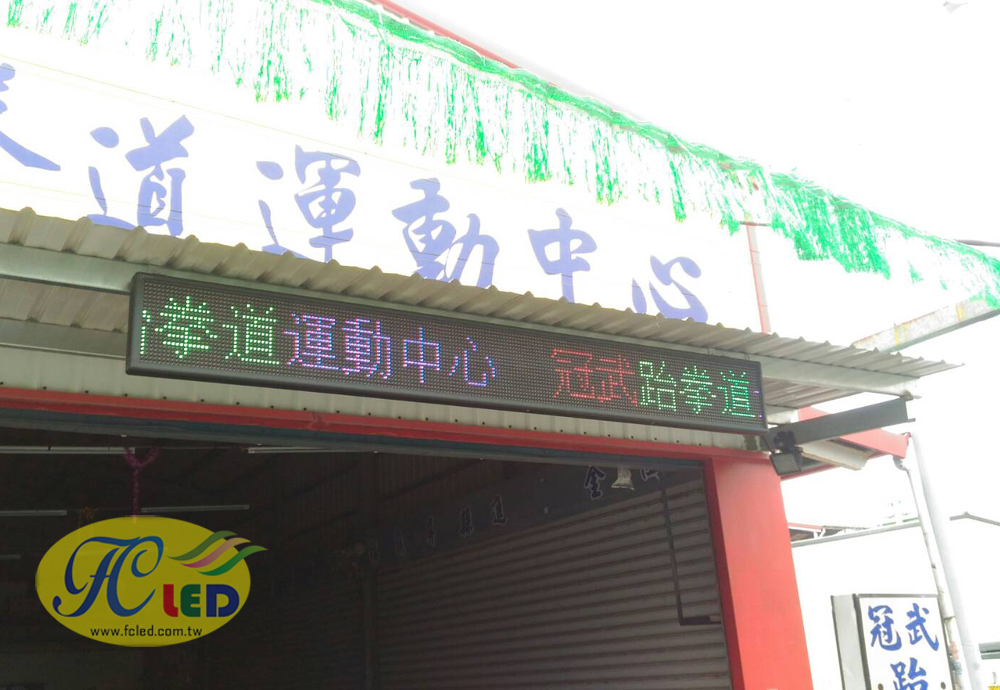 道運動中心
拳道運動中心 冠武跆拳道
冠武
跆
FC LED
www.fcled.com.tw